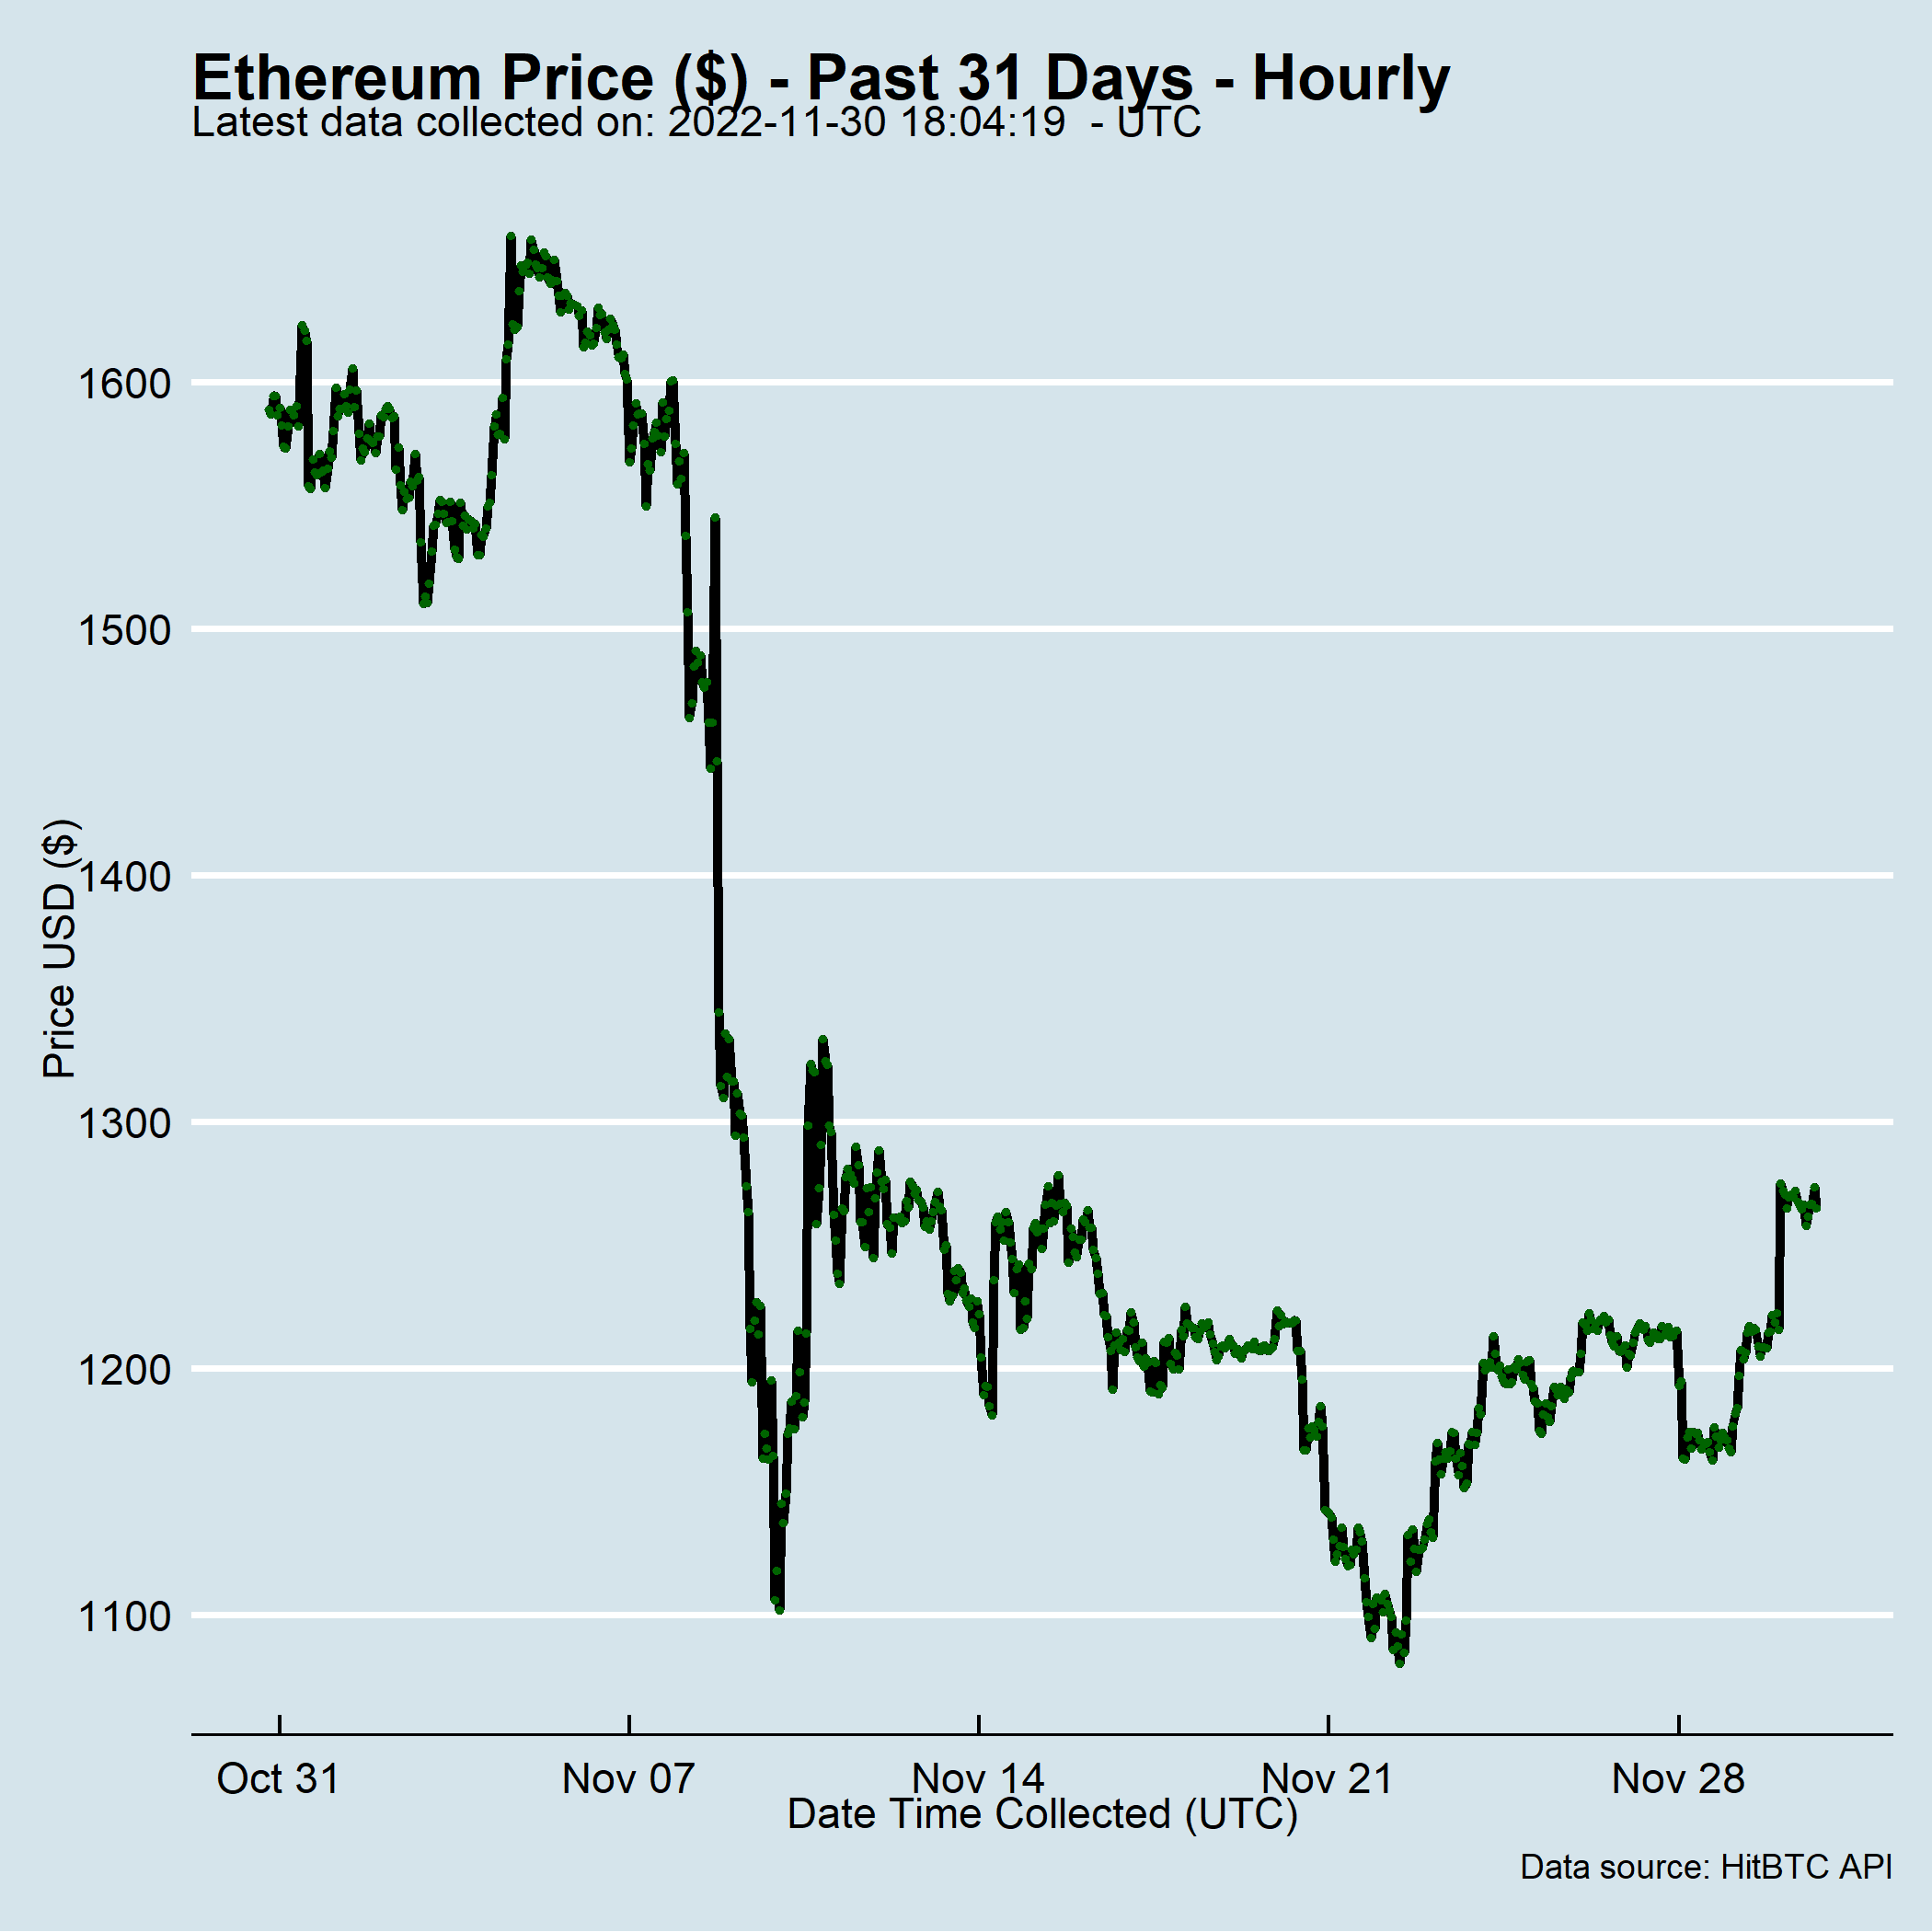 Ethereum Price ($) - Past 31 Days - Hourly
Latest data collected on: 2022-11-30 18:04:19  - UTC
Price USD ($)
1600
1500
1400
1300
1200
1100
Oct 31
Nov 07
Nov 14
Nov 21
Nov 28
Date Time Collected (UTC)
Data source: HitBTC API